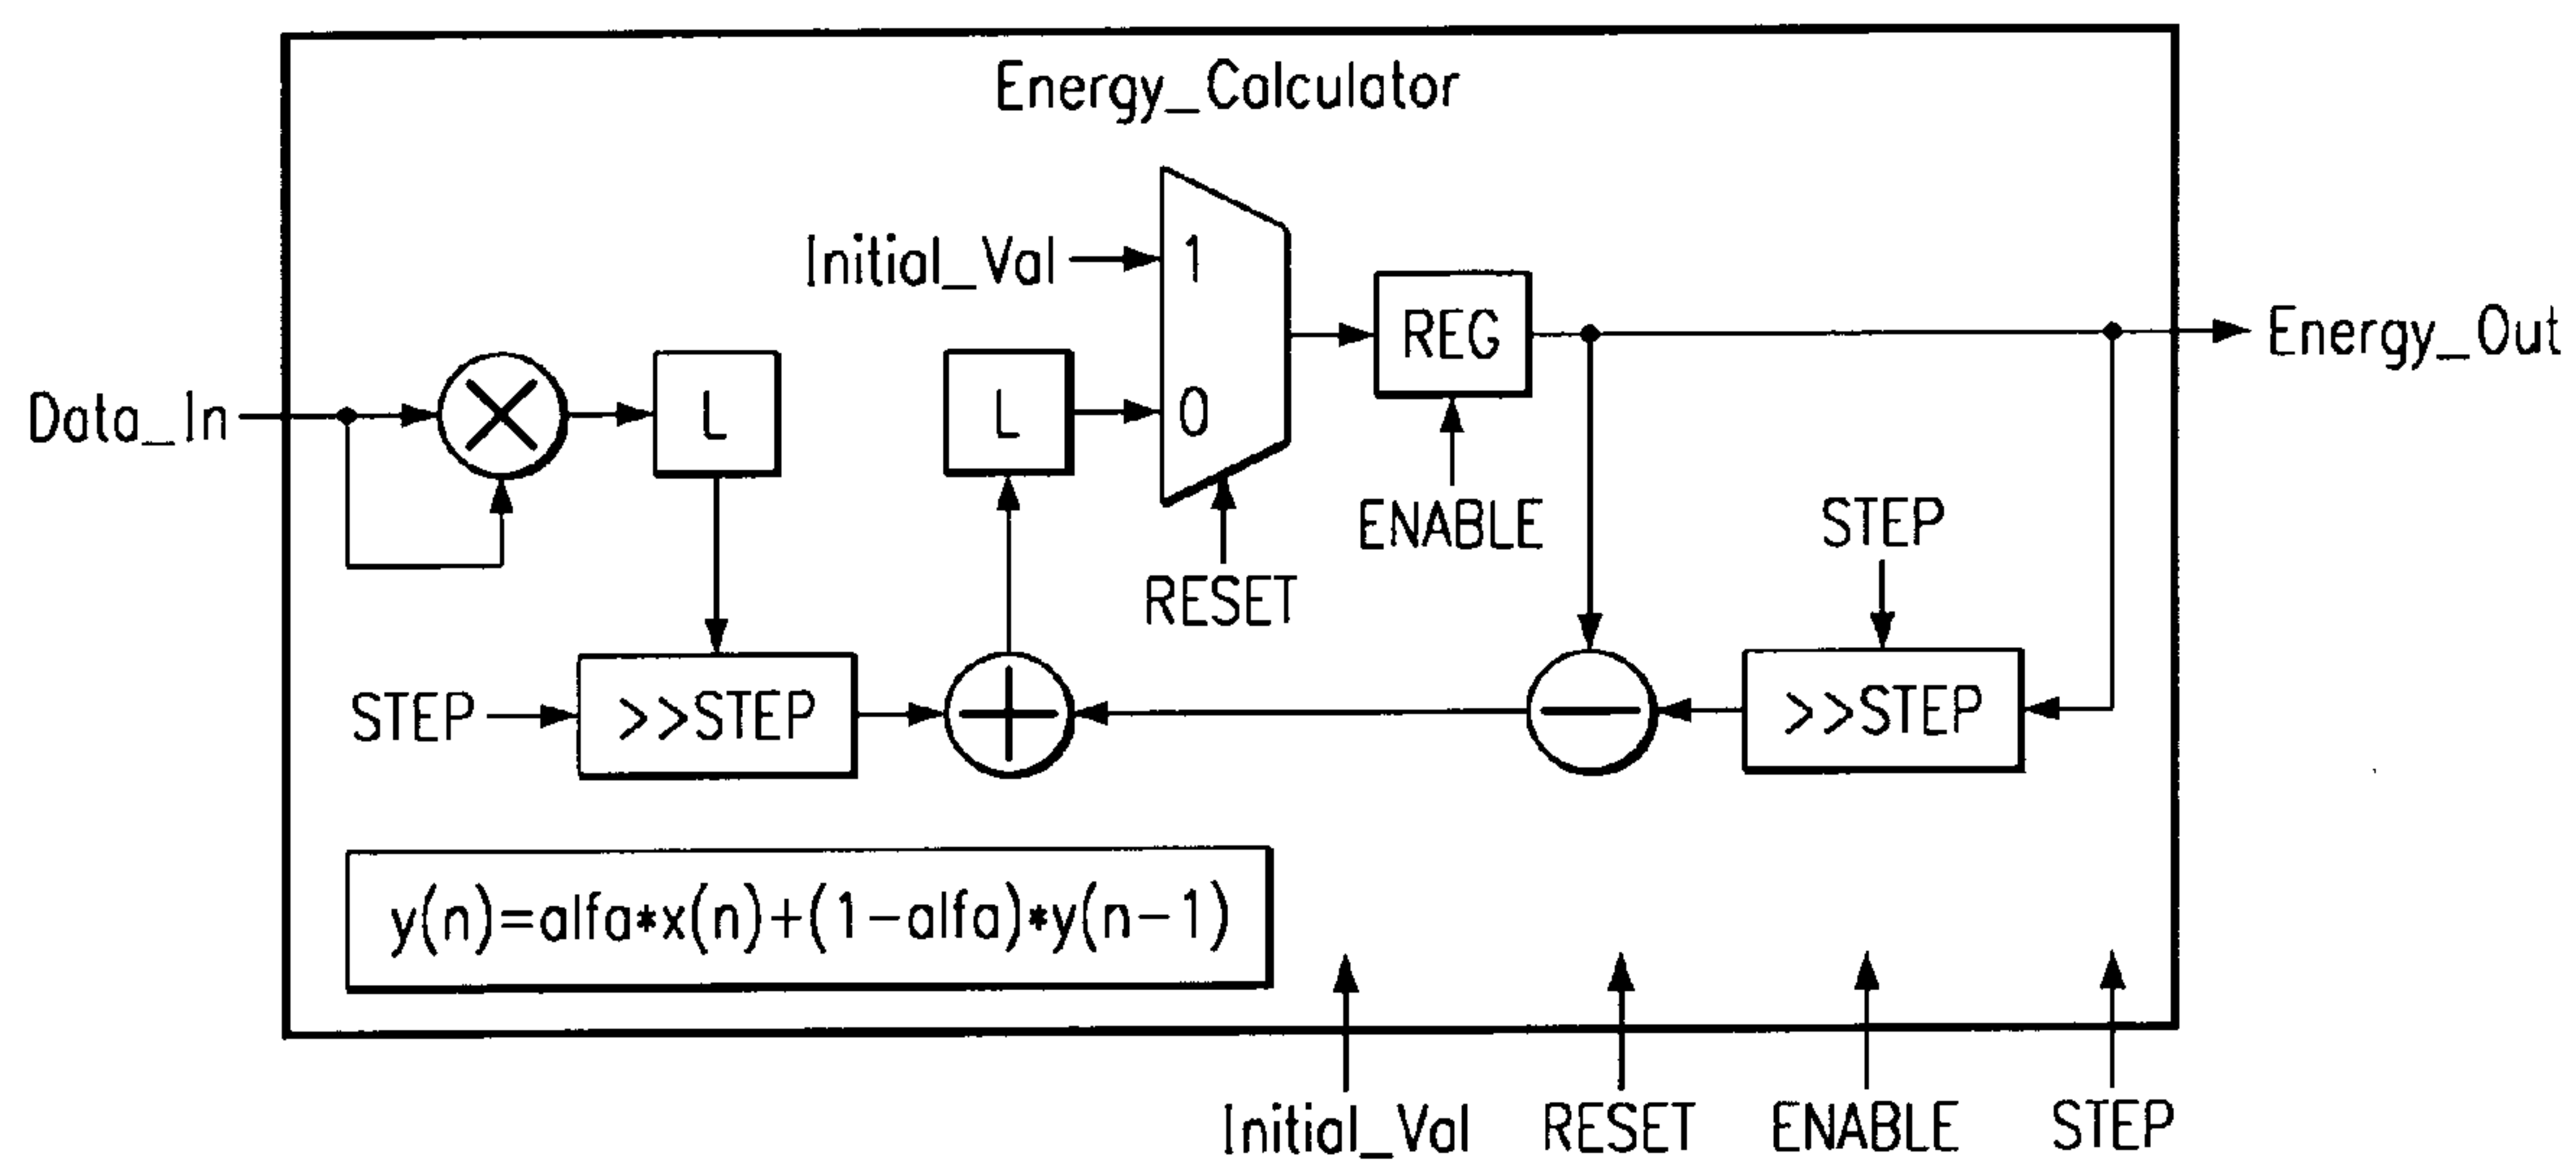 Energy_Calculator
Initial_Val
1
REG
Energy_Out
Data_In
L
L
0
ENABLE
STEP
RESET
STEP
>>STEP
>>STEP
y(n)=alfa*x(n)+(1-alfa)*y(n-1)
Initial_Val
RESET
ENABLE
STEP